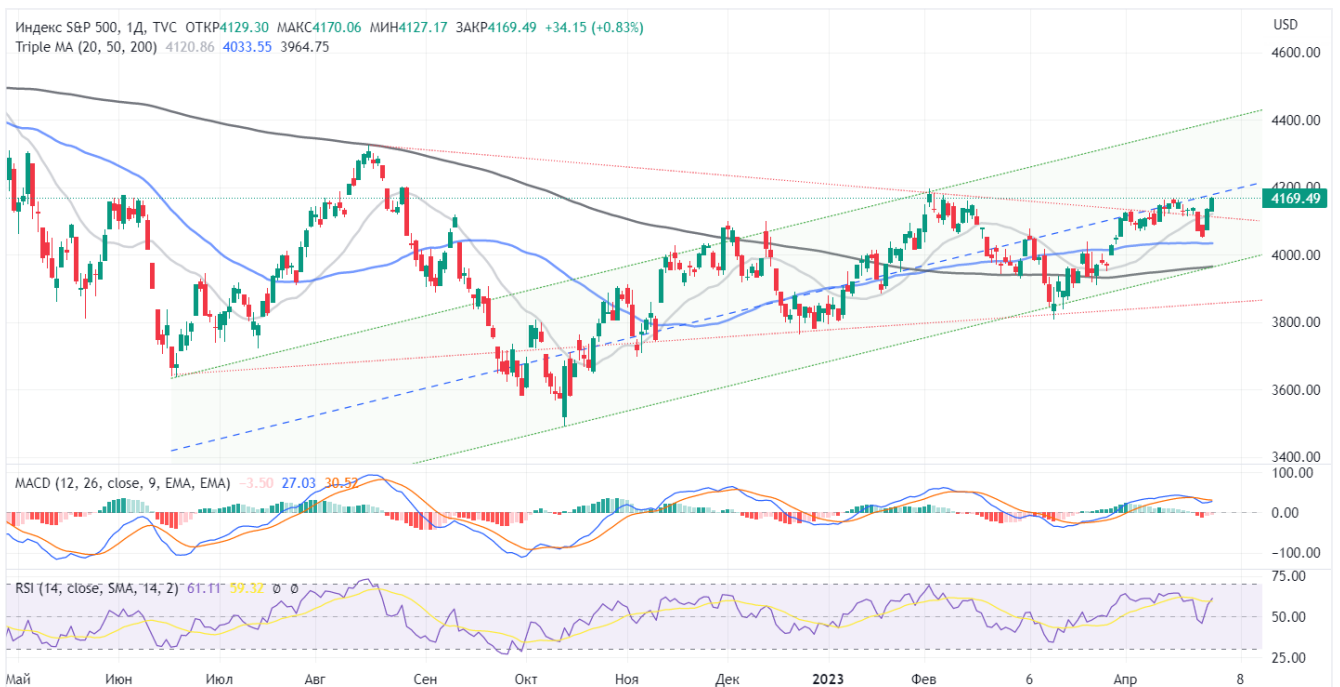 Индекс S&P 500, 1Д, TVC ОТКР4129.30 МАКС4170.06 МИН4127.17 ЗАКР4169.49 +34.15 (+0.83%)
Triple MA (20, 50, 200) 4120.86 4033.55 3964.75
USD
4600.00
4400.00
4200.00
4169.49
4000.00
3800.00
3600.00
3400.00
MACD (12, 26, close, 9, EMA, EMA) −3.50 27.03 30.52
100.00
0.00
−100.00
RSI (14, close, SMA, 14, 2) 61.11 59.32 ∅ ∅
75.00
50.00
25.00
Май Июн Июл Авг Сен Окт Ноя Дек 2023 Фев 6 Апр 8